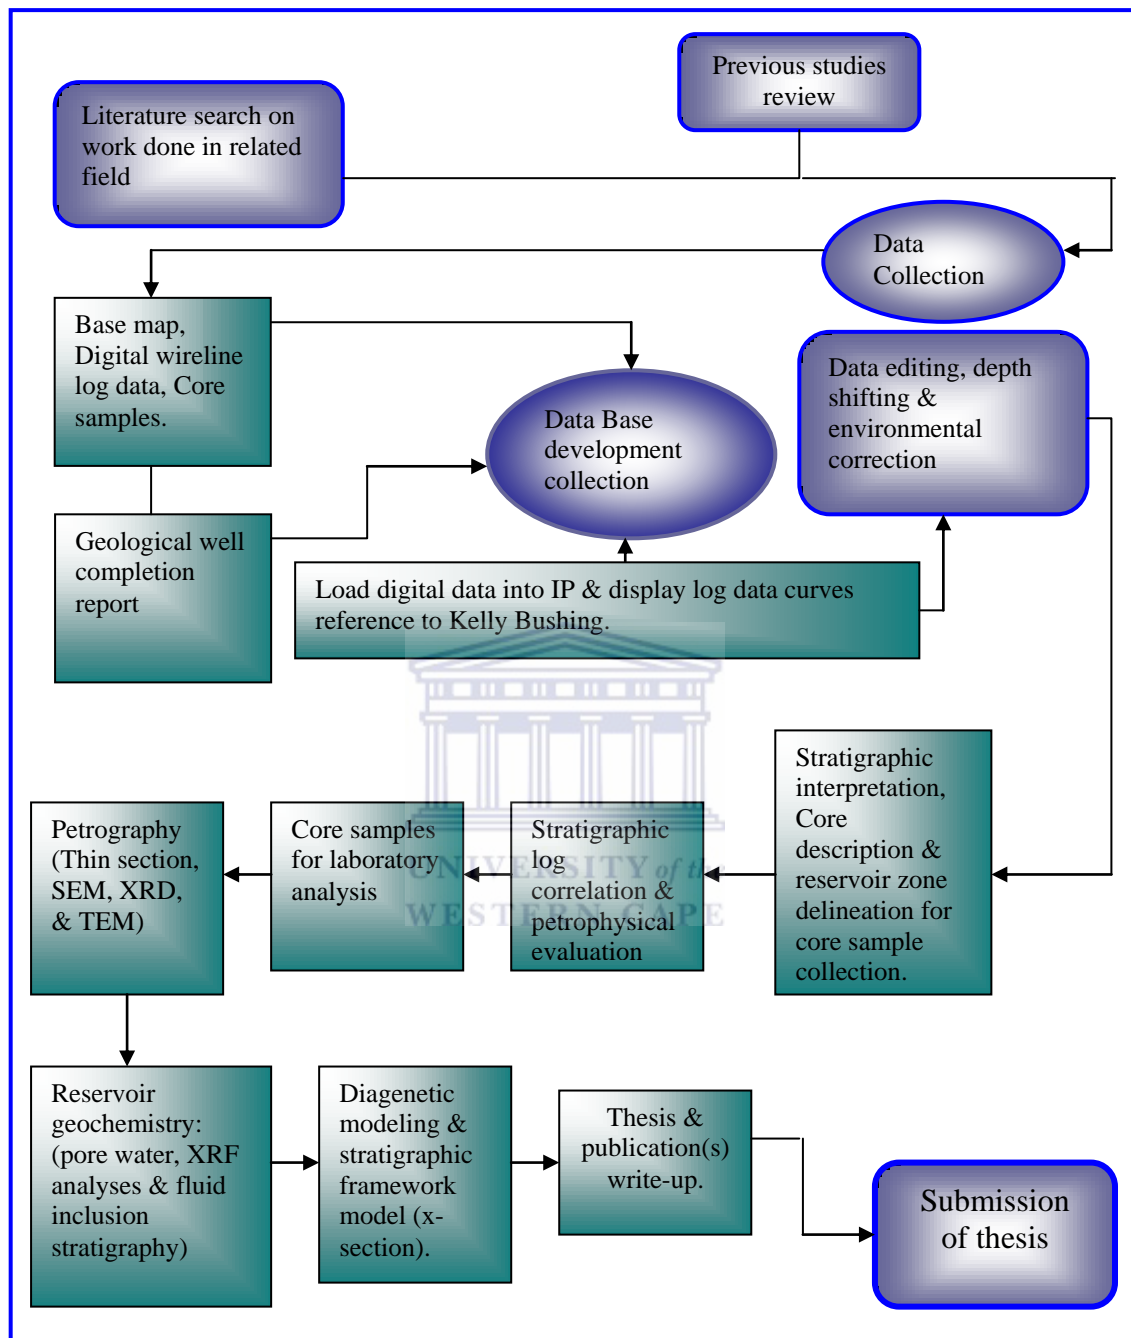 Previous studies
review
Literature search on
work done in related
field
Data
Collection
Base map,
Digital wireline
log data, Core
samples.
Data editing, depth
shifting &
environmental
correction
Data Base
development
collection
Geological well
completion
report
Load digital data into IP & display log data curves
reference to Kelly Bushing.
Stratigraphic
interpretation,
Core
description &
reservoir zone
delineation for
core sample
collection.
Stratigraphic
log
correlation &
petrophysical
evaluation
Core samples
for laboratory
analysis
Petrography
(Thin section,
SEM, XRD,
& TEM)
UNIVERSITY of the
WESTERN CAPE
Reservoir
geochemistry:
(pore water, XRF
analyses & fluid
inclusion
stratigraphy)
Diagenetic
modeling &
stratigraphic
framework
model (x-
section).
Thesis &
publication(s)
write-up.
Submission
of thesis